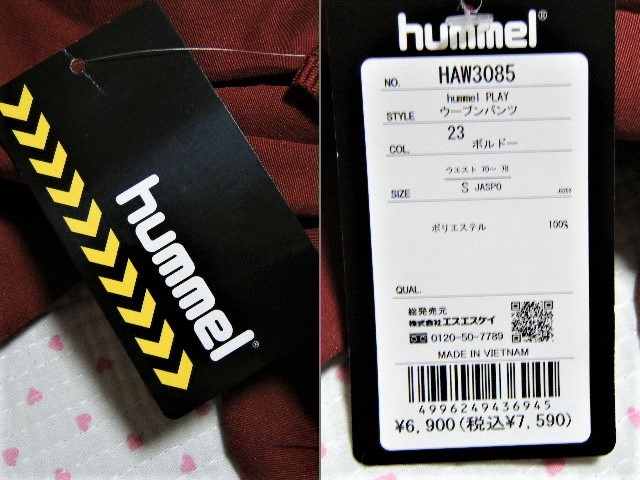 hummel®
hummel®
NO. HAW3085
hummel PLAY
STYLE ウーブンパンツ
COL. 23 ボルドー
ウエスト 70～ 76
SIZE S JASPO
ポリエステル 100%
QUAL.
総発売元
株式会社エスエスケイ
0120-50-7789
MADE IN VIETNAM
4996249436945
¥6,900(税込¥7,590)